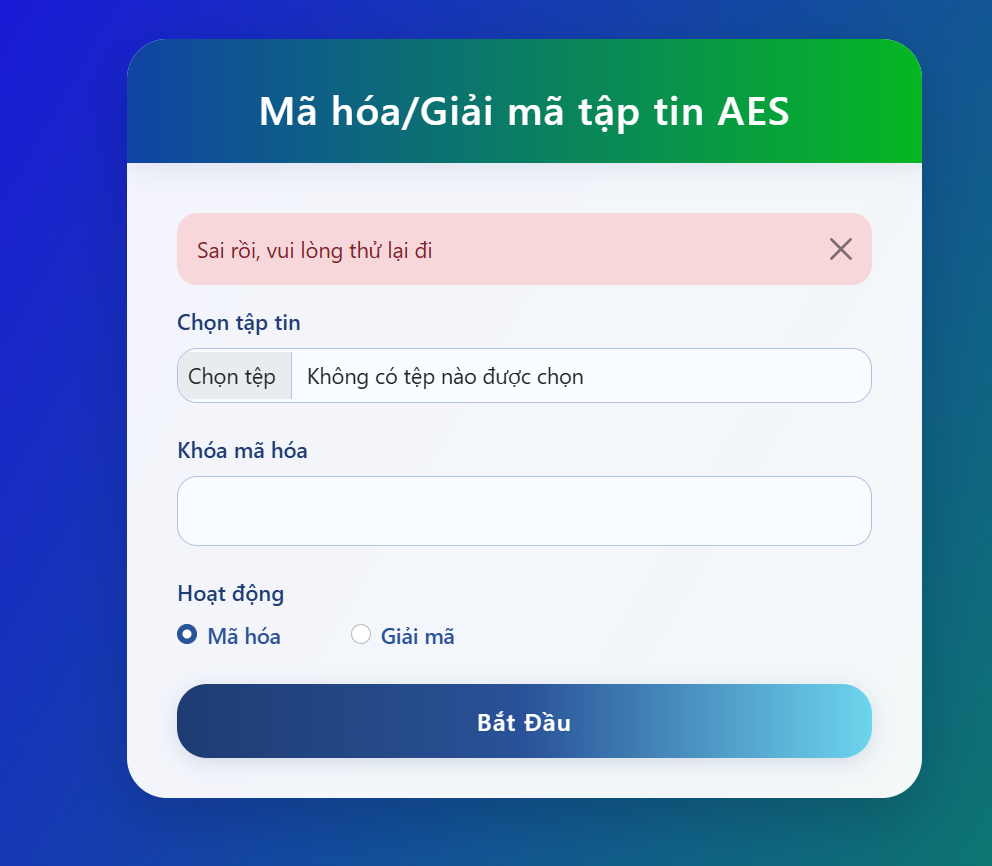 Mã hóa/Giải mã tập tin AES
Sai rồi, vui lòng thử lại đi
Chọn tập tin
Chọn tệp Không có tệp nào được chọn
Khóa mã hóa
Hoạt động
Mã hóa Giải mã
Bắt Đầu